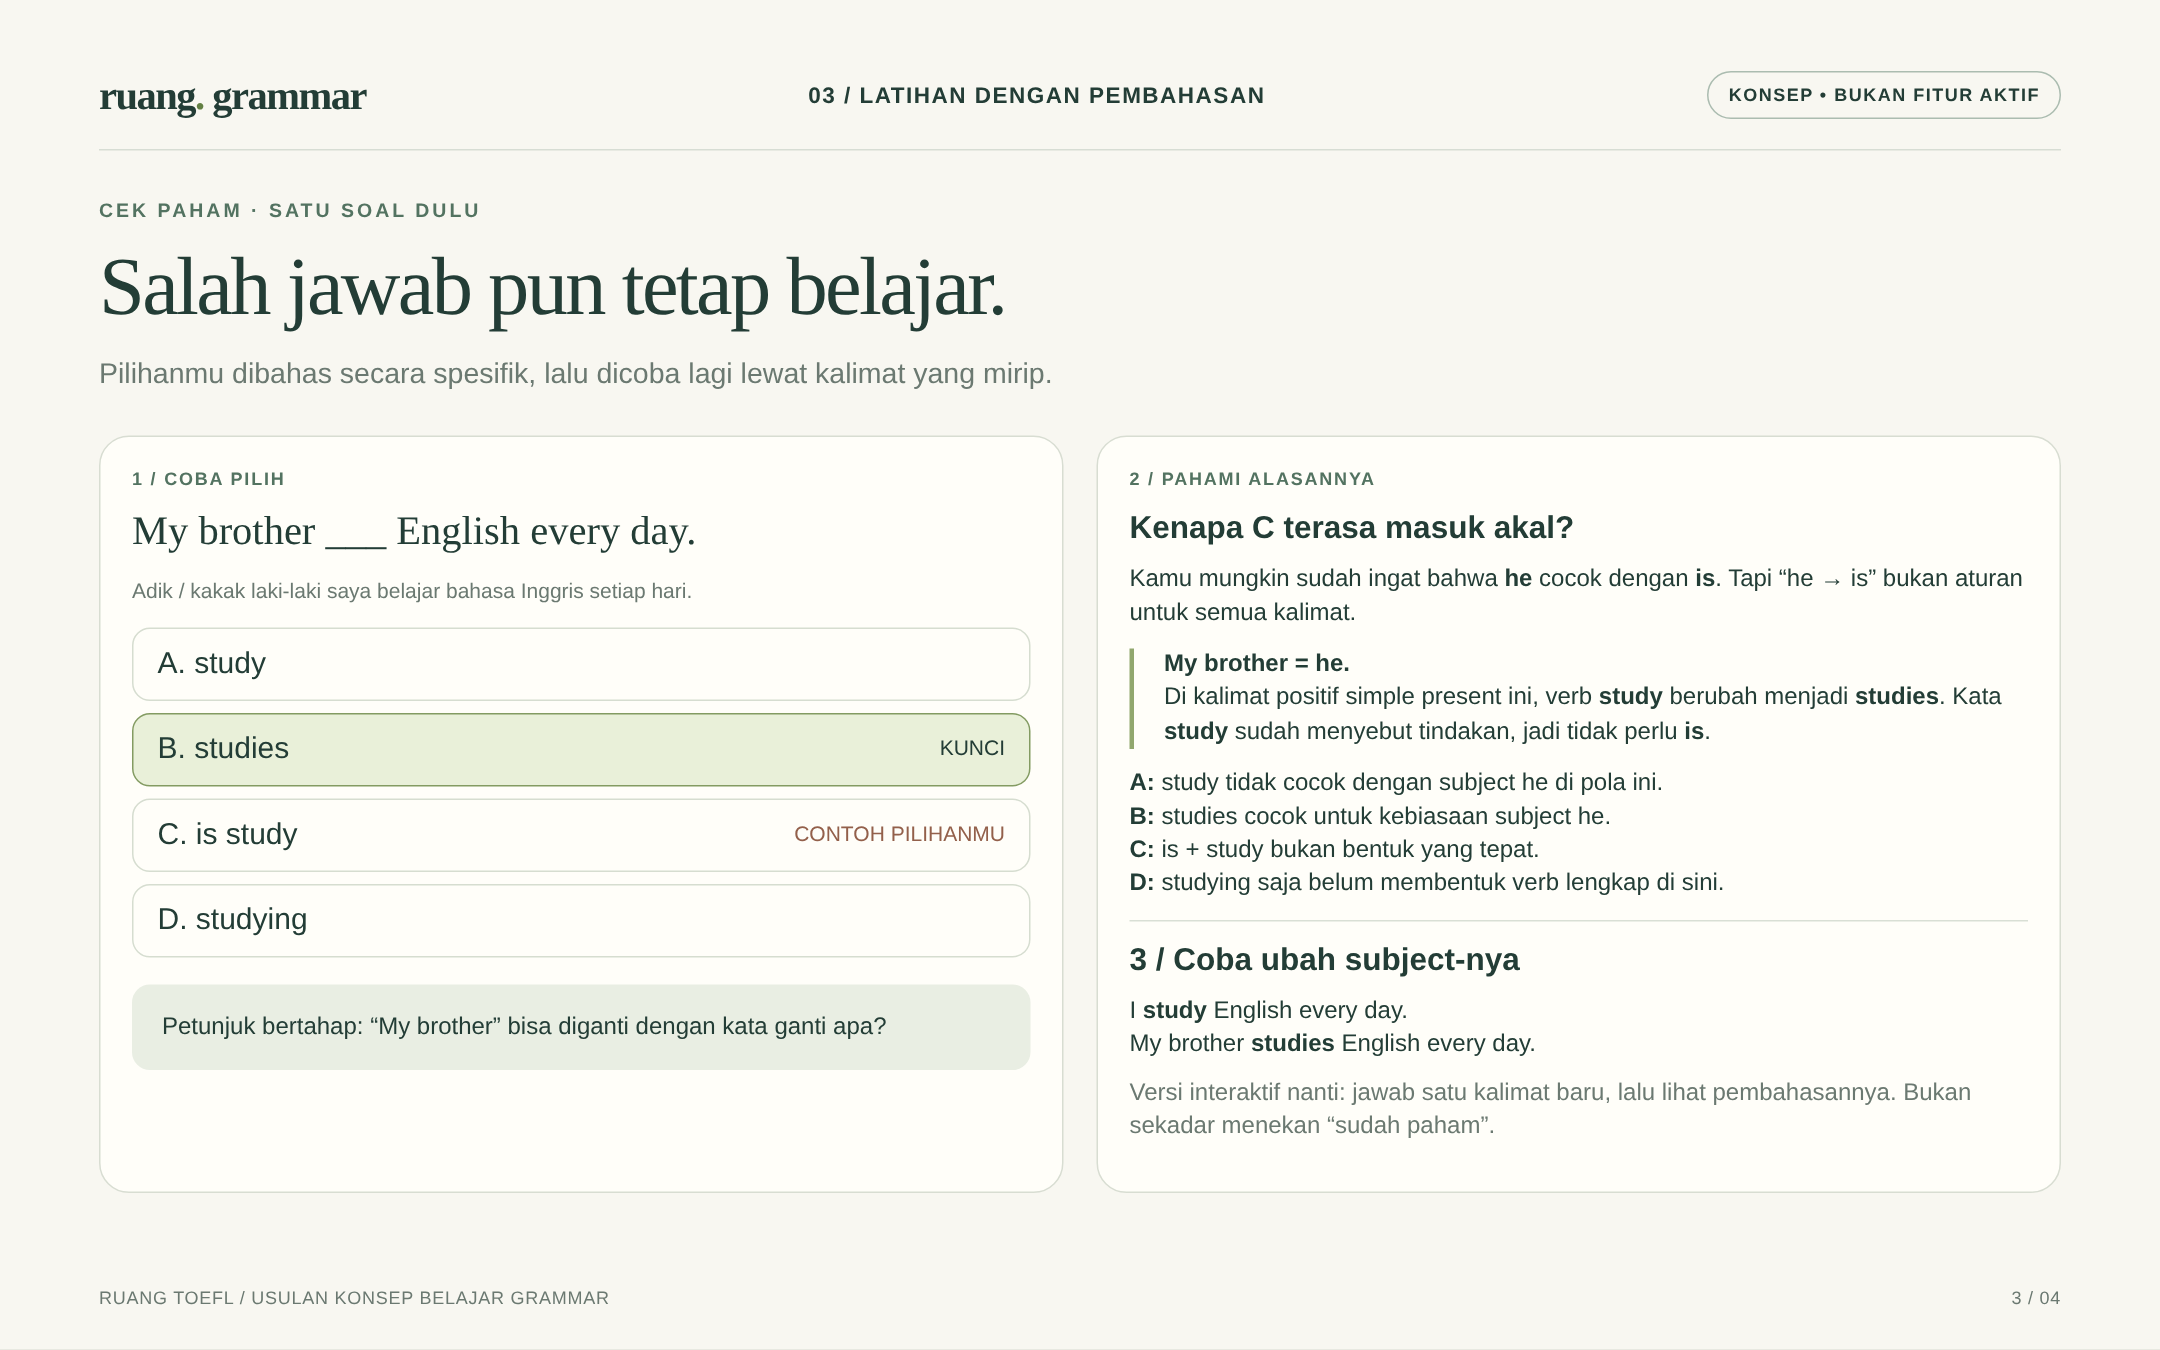 ruang. grammar
03 / LATIHAN DENGAN PEMBAHASAN
KONSEP • BUKAN FITUR AKTIF
CEK PAHAM · SATU SOAL DULU
Salah jawab pun tetap belajar.
Pilihanmu dibahas secara spesifik, lalu dicoba lagi lewat kalimat yang mirip.
1 / COBA PILIH
My brother ___ English every day.
Adik / kakak laki-laki saya belajar bahasa Inggris setiap hari.
A. study
B. studies
KUNCI
C. is study
CONTOH PILIHANMU
D. studying
Petunjuk bertahap: “My brother” bisa diganti dengan kata ganti apa?
2 / PAHAMI ALASANNYA
Kenapa C terasa masuk akal?
Kamu mungkin sudah ingat bahwa he cocok dengan is. Tapi “he → is” bukan aturan
untuk semua kalimat.
My brother = he.
Di kalimat positif simple present ini, verb study berubah menjadi studies. Kata
study sudah menyebut tindakan, jadi tidak perlu is.
A: study tidak cocok dengan subject he di pola ini.
B: studies cocok untuk kebiasaan subject he.
C: is + study bukan bentuk yang tepat.
D: studying saja belum membentuk verb lengkap di sini.
3 / Coba ubah subject-nya
I study English every day.
My brother studies English every day.
Versi interaktif nanti: jawab satu kalimat baru, lalu lihat pembahasannya. Bukan
sekadar menekan “sudah paham”.
RUANG TOEFL / USULAN KONSEP BELAJAR GRAMMAR
3 / 04